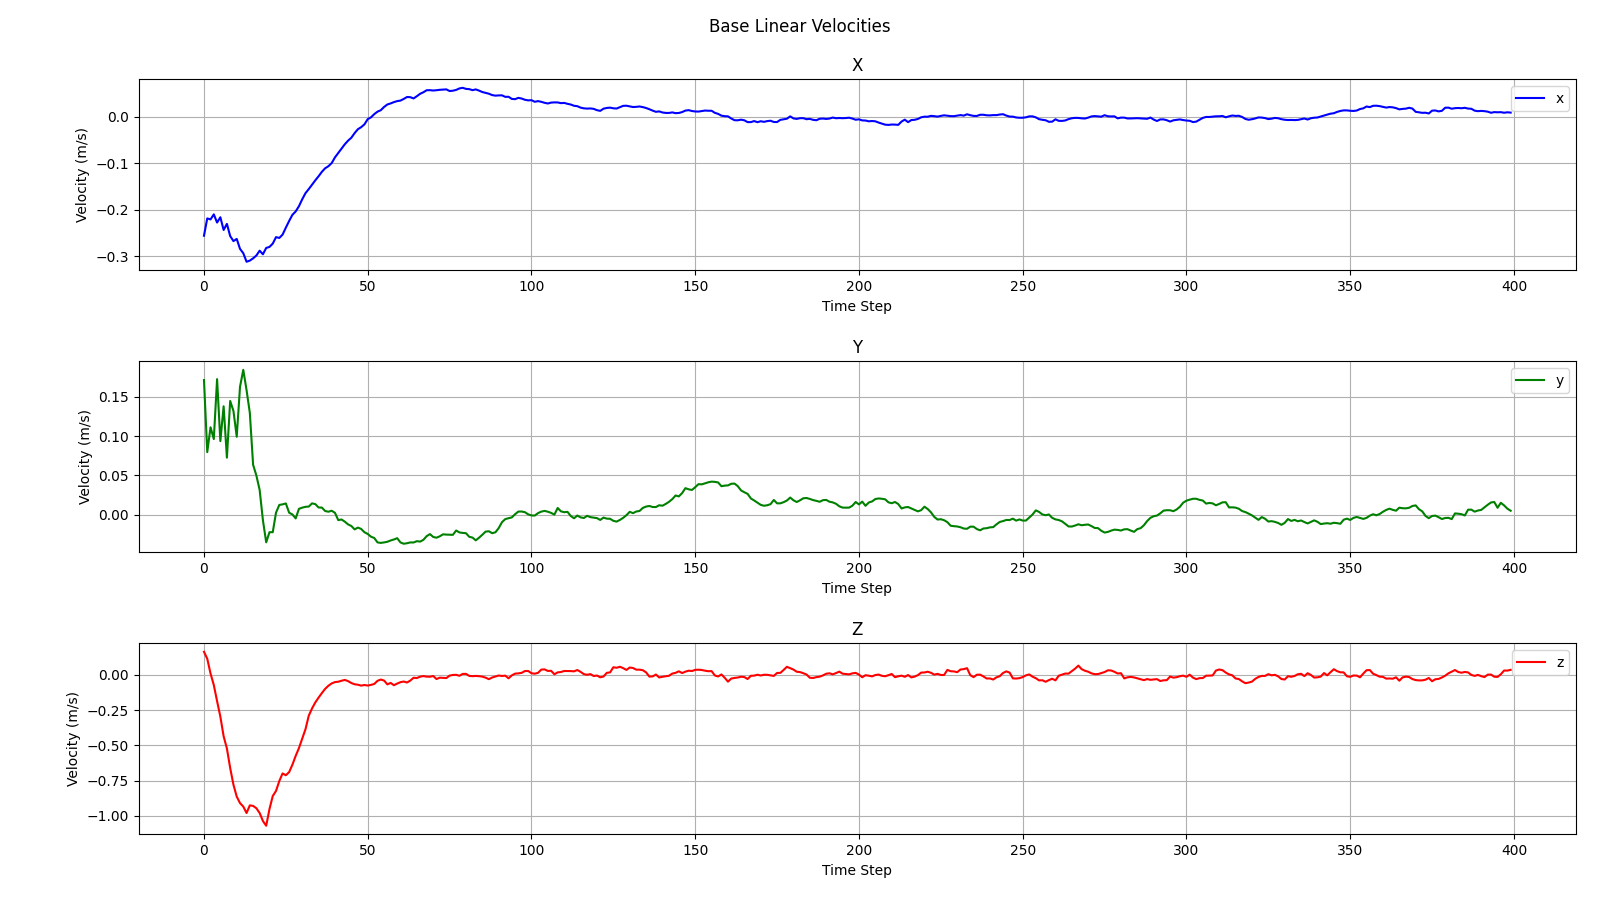 Base Linear Velocities
X
Velocity (m/s)
0.0
−0.1
−0.2
−0.3
x
0 50 100 150 200 250 300 350 400
Time Step
Y
Velocity (m/s)
0.15
0.10
0.05
0.00
y
0 50 100 150 200 250 300 350 400
Time Step
Z
Velocity (m/s)
0.00
−0.25
−0.50
−0.75
−1.00
z
0 50 100 150 200 250 300 350 400
Time Step